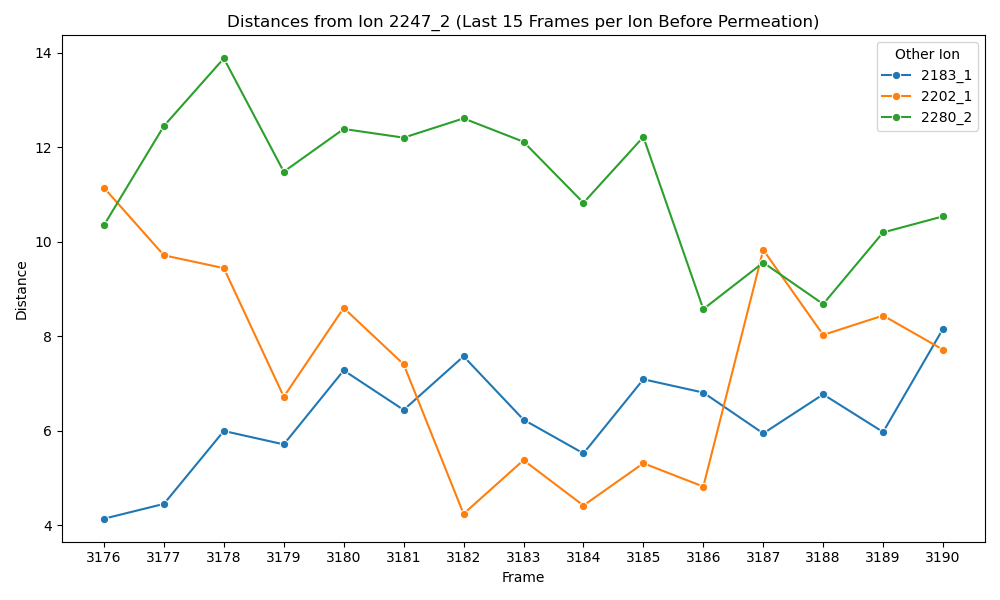 Distances from Ion 2247_2 (Last 15 Frames per Ion Before Permeation)
Other Ion
2183_1
2202_1
2280_2
14
12
10
8
6
4
Distance
3176 3177 3178 3179 3180 3181 3182 3183 3184 3185 3186 3187 3188 3189 3190
Frame